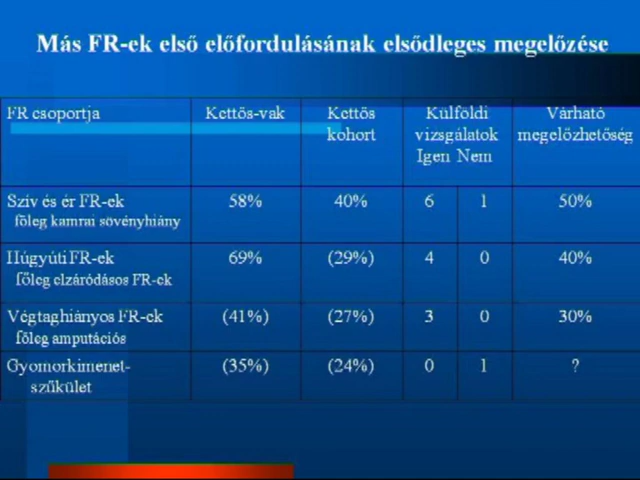 Más FR-ek első előfordulásának elsődleges megelőzése
FR csoportja Kettős-vak Kettős kohort Külföldi vizsgálatok Igen Nem Várható megelőzhetőség
Szív és ér FR-ek 58% 40% 6 1 50%
főleg kamrai sövényhiány
Húgyúti FR-ek 69% (29%) 4 0 40%
főleg elzáródásos FR-ek
Végtaghiányos FR-ek (41%) (27%) 3 0 30%
főleg amputációs
Gyomorkimenet- (35%) (24%) 0 1 ?
szűkület